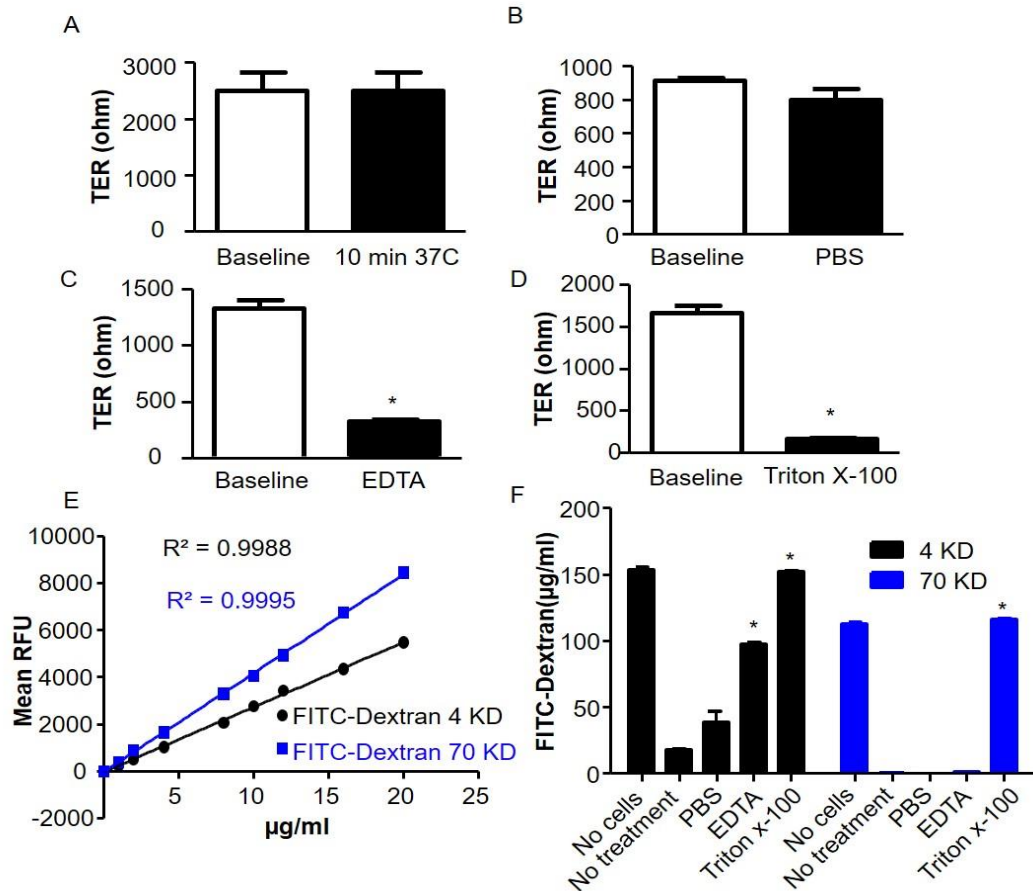 A
TER (ohm)
3000
2000
1000
0
Baseline
10 min 37C
B
TER (ohm)
1000
800
600
400
200
0
Baseline
PBS
C
TER (ohm)
1500
1000
500
0
*
Baseline
EDTA
D
TER (ohm)
2000
1500
1000
500
0
*
Baseline
Triton X-100
E
Mean RFU
10000
8000
6000
4000
2000
0
-2000
R² = 0.9988
R² = 0.9995
FITC-Dextran 4 KD
FITC-Dextran 70 KD
5
10
15
20
25
µg/ml
F
FITC-Dextran(µg/ml)
200
150
100
50
0
4 KD
70 KD
*
*
*
No cells
No treatment
PBS
EDTA
Triton x-100
No cells
No treatment
PBS
EDTA
Triton x-100